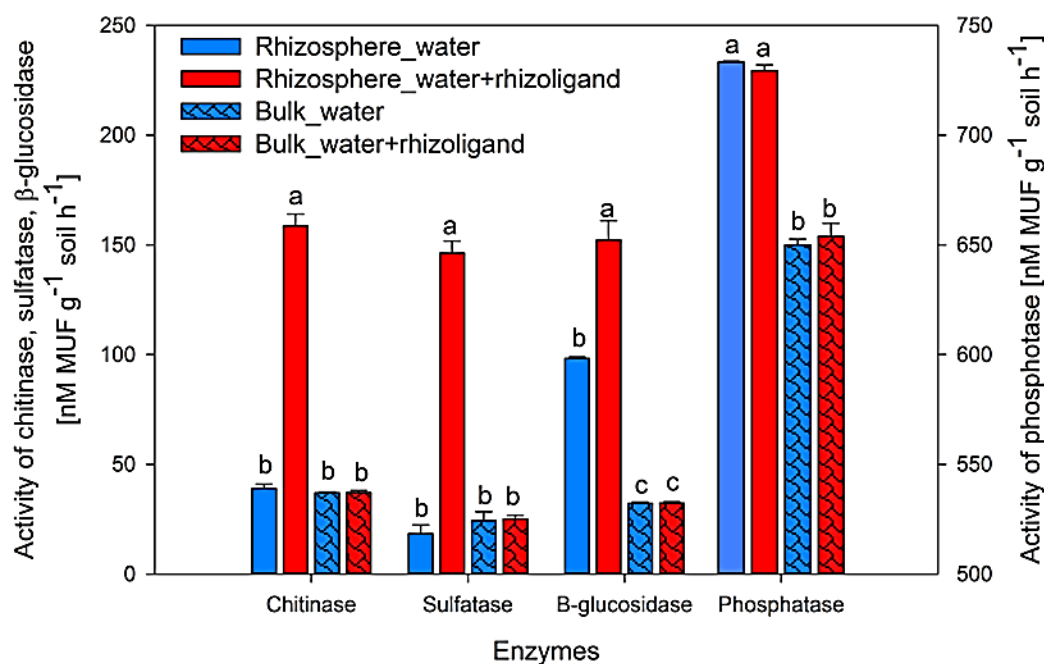 Activity of chitinase, sulfatase, β-glucosidase
[nM MUF g⁻¹ soil h⁻¹]
250
200
150
100
50
0
Rhizosphere_water
Rhizosphere_water+rhizoligand
Bulk_water
Bulk_water+rhizoligand
b
a
b
b
b
a
b
b
b
a
c
c
a
a
b
b
750
700
650
600
550
500
Activity of phosphotase [nM MUF g⁻¹ soil h⁻¹]
Chitinase
Sulfatase
B-glucosidase
Phosphatase
Enzymes